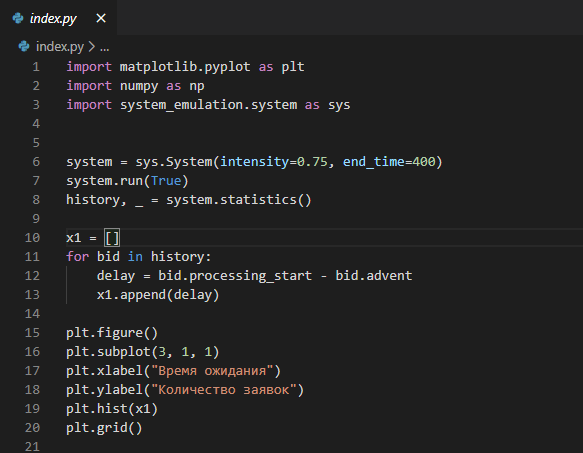 index.py
index.py > ...
1 import matplotlib.pyplot as plt
2 import numpy as np
3 import system_emulation.system as sys
4
5
6 system = sys.System(intensity=0.75, end_time=400)
7 system.run(True)
8 history, _ = system.statistics()
9
10 x1 = []
11 for bid in history:
12     delay = bid.processing_start - bid.advent
13     x1.append(delay)
14
15 plt.figure()
16 plt.subplot(3, 1, 1)
17 plt.xlabel("Время ожидания")
18 plt.ylabel("Количество заявок")
19 plt.hist(x1)
20 plt.grid()
21